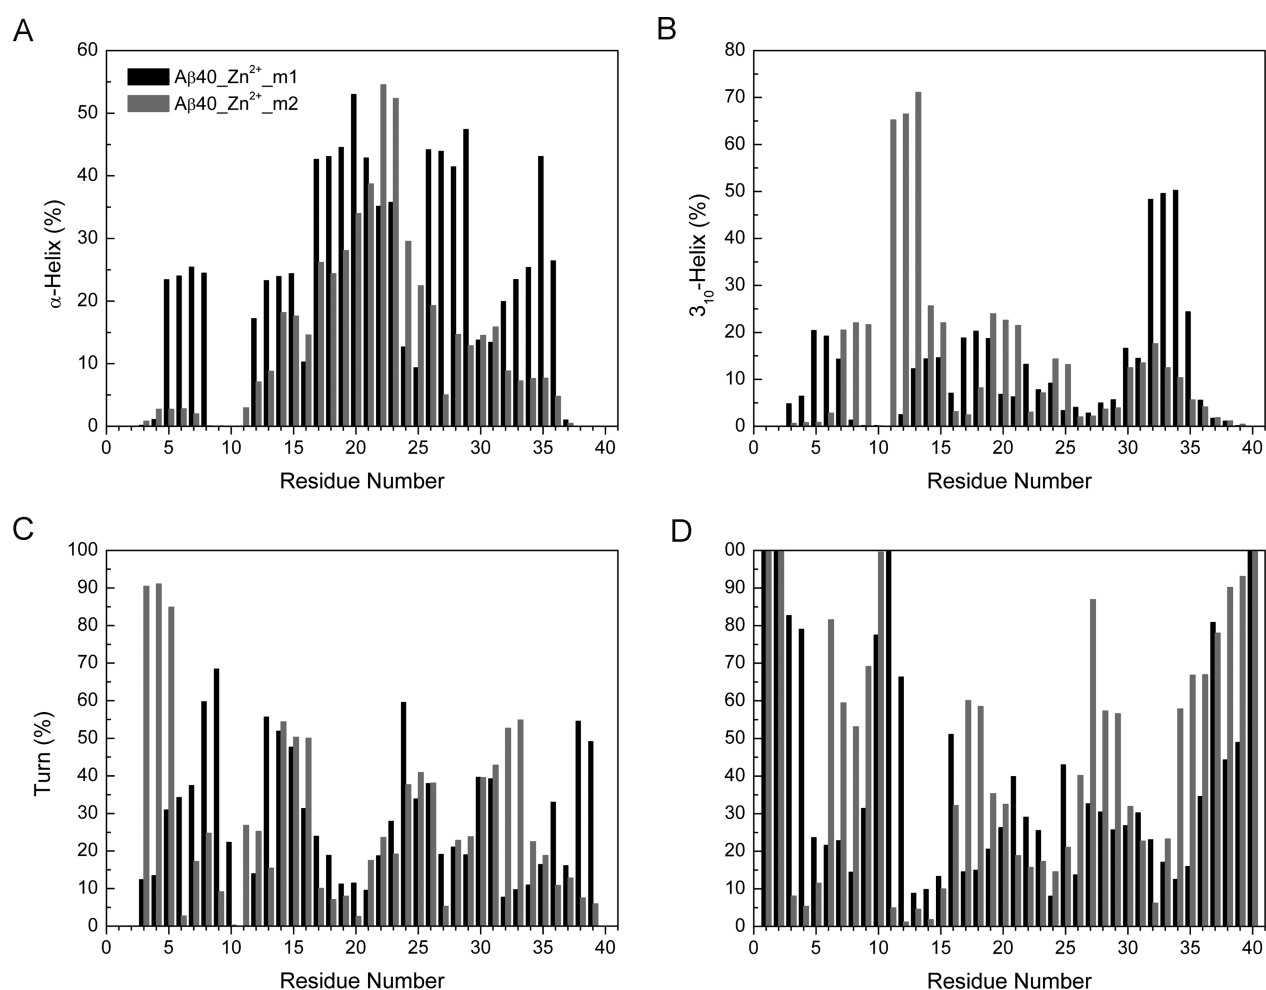 A
B
60
50
40
30
20
10
0
α-Helix (%)
Aβ40_Zn²⁺_m1
Aβ40_Zn²⁺_m2
0 5 10 15 20 25 30 35 40
Residue Number
80
70
60
50
40
30
20
10
0
3₁₀-Helix (%)
0 5 10 15 20 25 30 35 40
Residue Number
C
D
100
90
80
70
60
50
40
30
20
10
0
Turn (%)
0 5 10 15 20 25 30 35 40
Residue Number
00
90
80
70
60
50
40
30
20
10
0
0 5 10 15 20 25 30 35 40
Residue Number